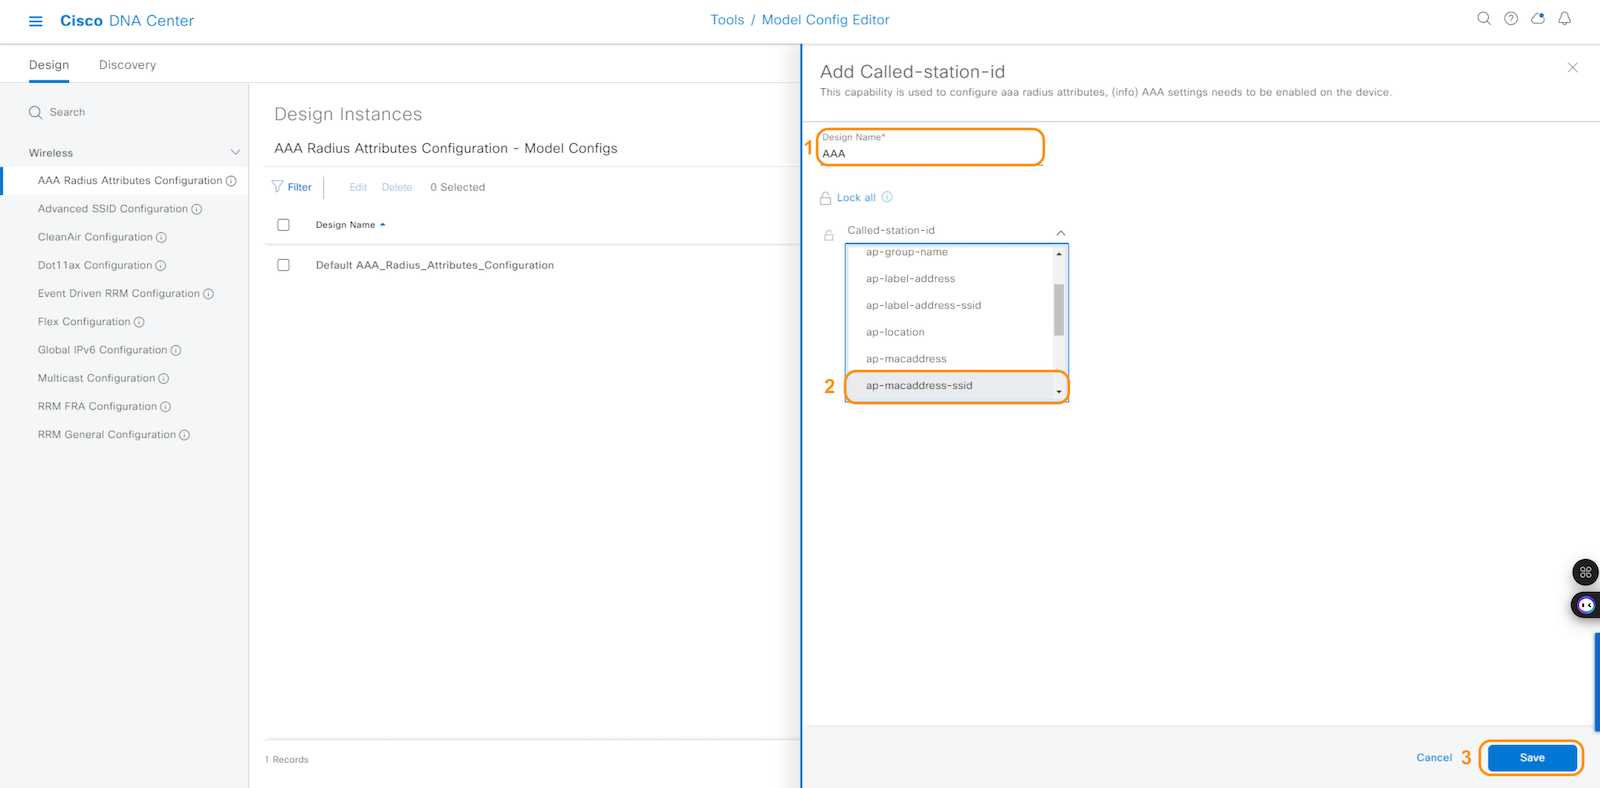 Cisco DNA Center
Tools / Model Config Editor
Design
Discovery
Search
Wireless
AAA Radius Attributes Configuration
Advanced SSID Configuration
CleanAir Configuration
Dot11ax Configuration
Event Driven RRM Configuration
Flex Configuration
Global IPv6 Configuration
Multicast Configuration
RRM FRA Configuration
RRM General Configuration
Design Instances
AAA Radius Attributes Configuration - Model Configs
Filter
Edit
Delete
0 Selected
Design Name
Default AAA_Radius_Attributes_Configuration
1 Records
Add Called-station-id
This capability is used to configure aaa radius attributes, (info) AAA settings needs to be enabled on the device.
1
Design Name*
AAA
Lock all
Called-station-id
ap-group-name
ap-label-address
ap-label-address-ssid
ap-location
ap-macaddress
2
ap-macaddress-ssid
Cancel
3
Save